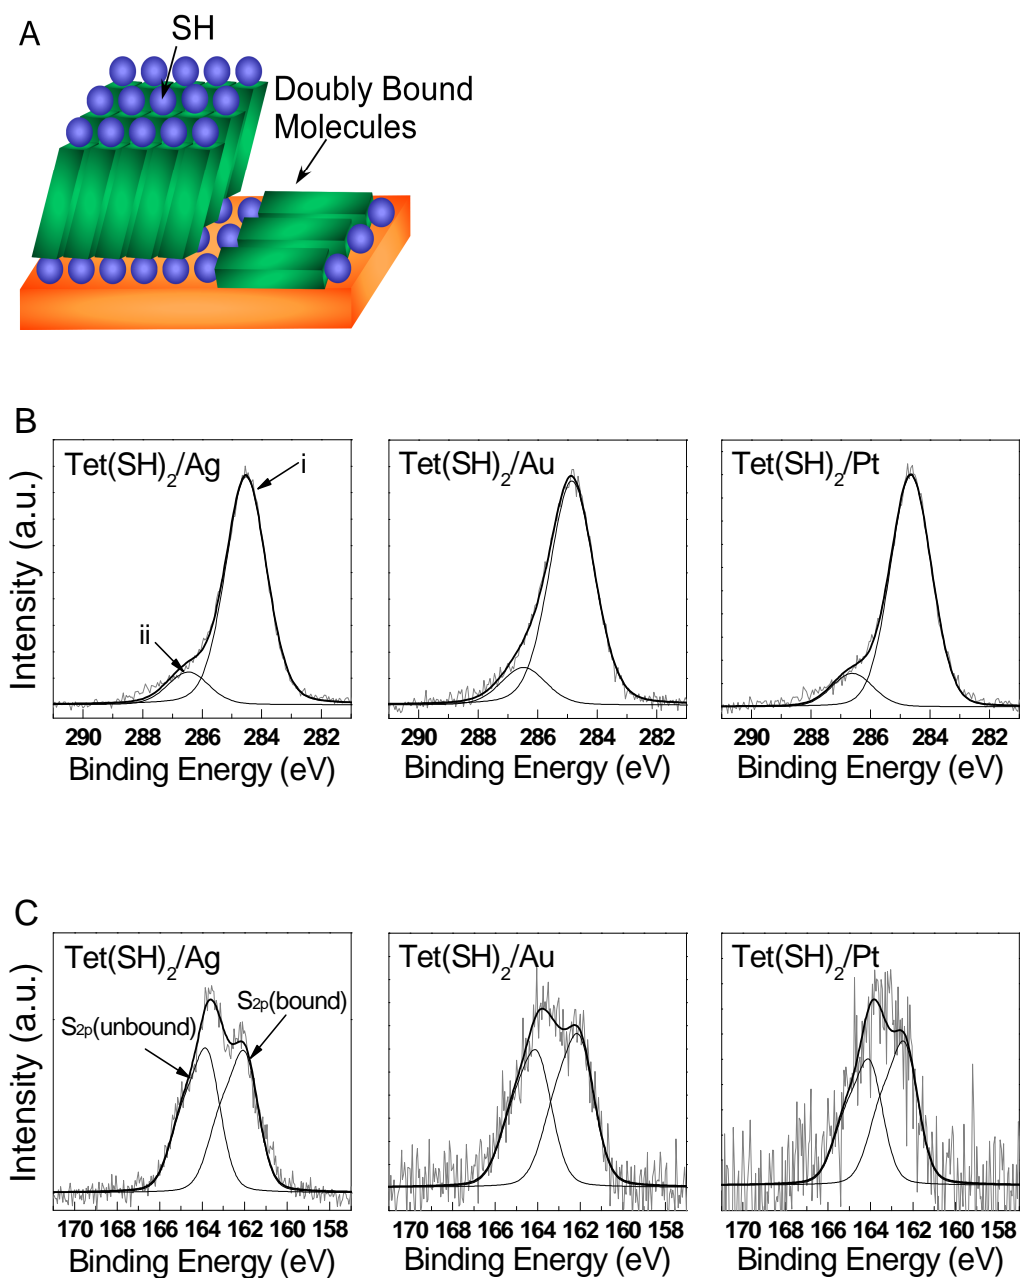 A
SH
Doubly Bound
Molecules
B
Tet(SH)₂/Ag
i
ii
Intensity (a.u.)
290 288 286 284 282
Binding Energy (eV)
Tet(SH)₂/Au
290 288 286 284 282
Binding Energy (eV)
Tet(SH)₂/Pt
290 288 286 284 282
Binding Energy (eV)
C
Tet(SH)₂/Ag
S₂ₚ(unbound)
S₂ₚ(bound)
Intensity (a.u.)
170 168 166 164 162 160 158
Binding Energy (eV)
Tet(SH)₂/Au
170 168 166 164 162 160 158
Binding Energy (eV)
Tet(SH)₂/Pt
170 168 166 164 162 160 158
Binding Energy (eV)